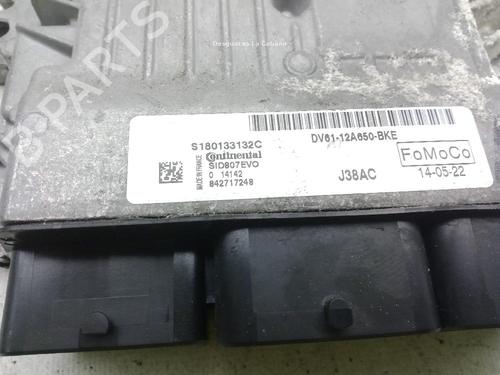 Desguaces La Cabaña
B-PARTS
S180133132C
DV61-12A650-BKE
MADE IN FRANCE
Continental
SID807EVO
0 14142
842717248
FoMoCo
J38AC
14-05-22